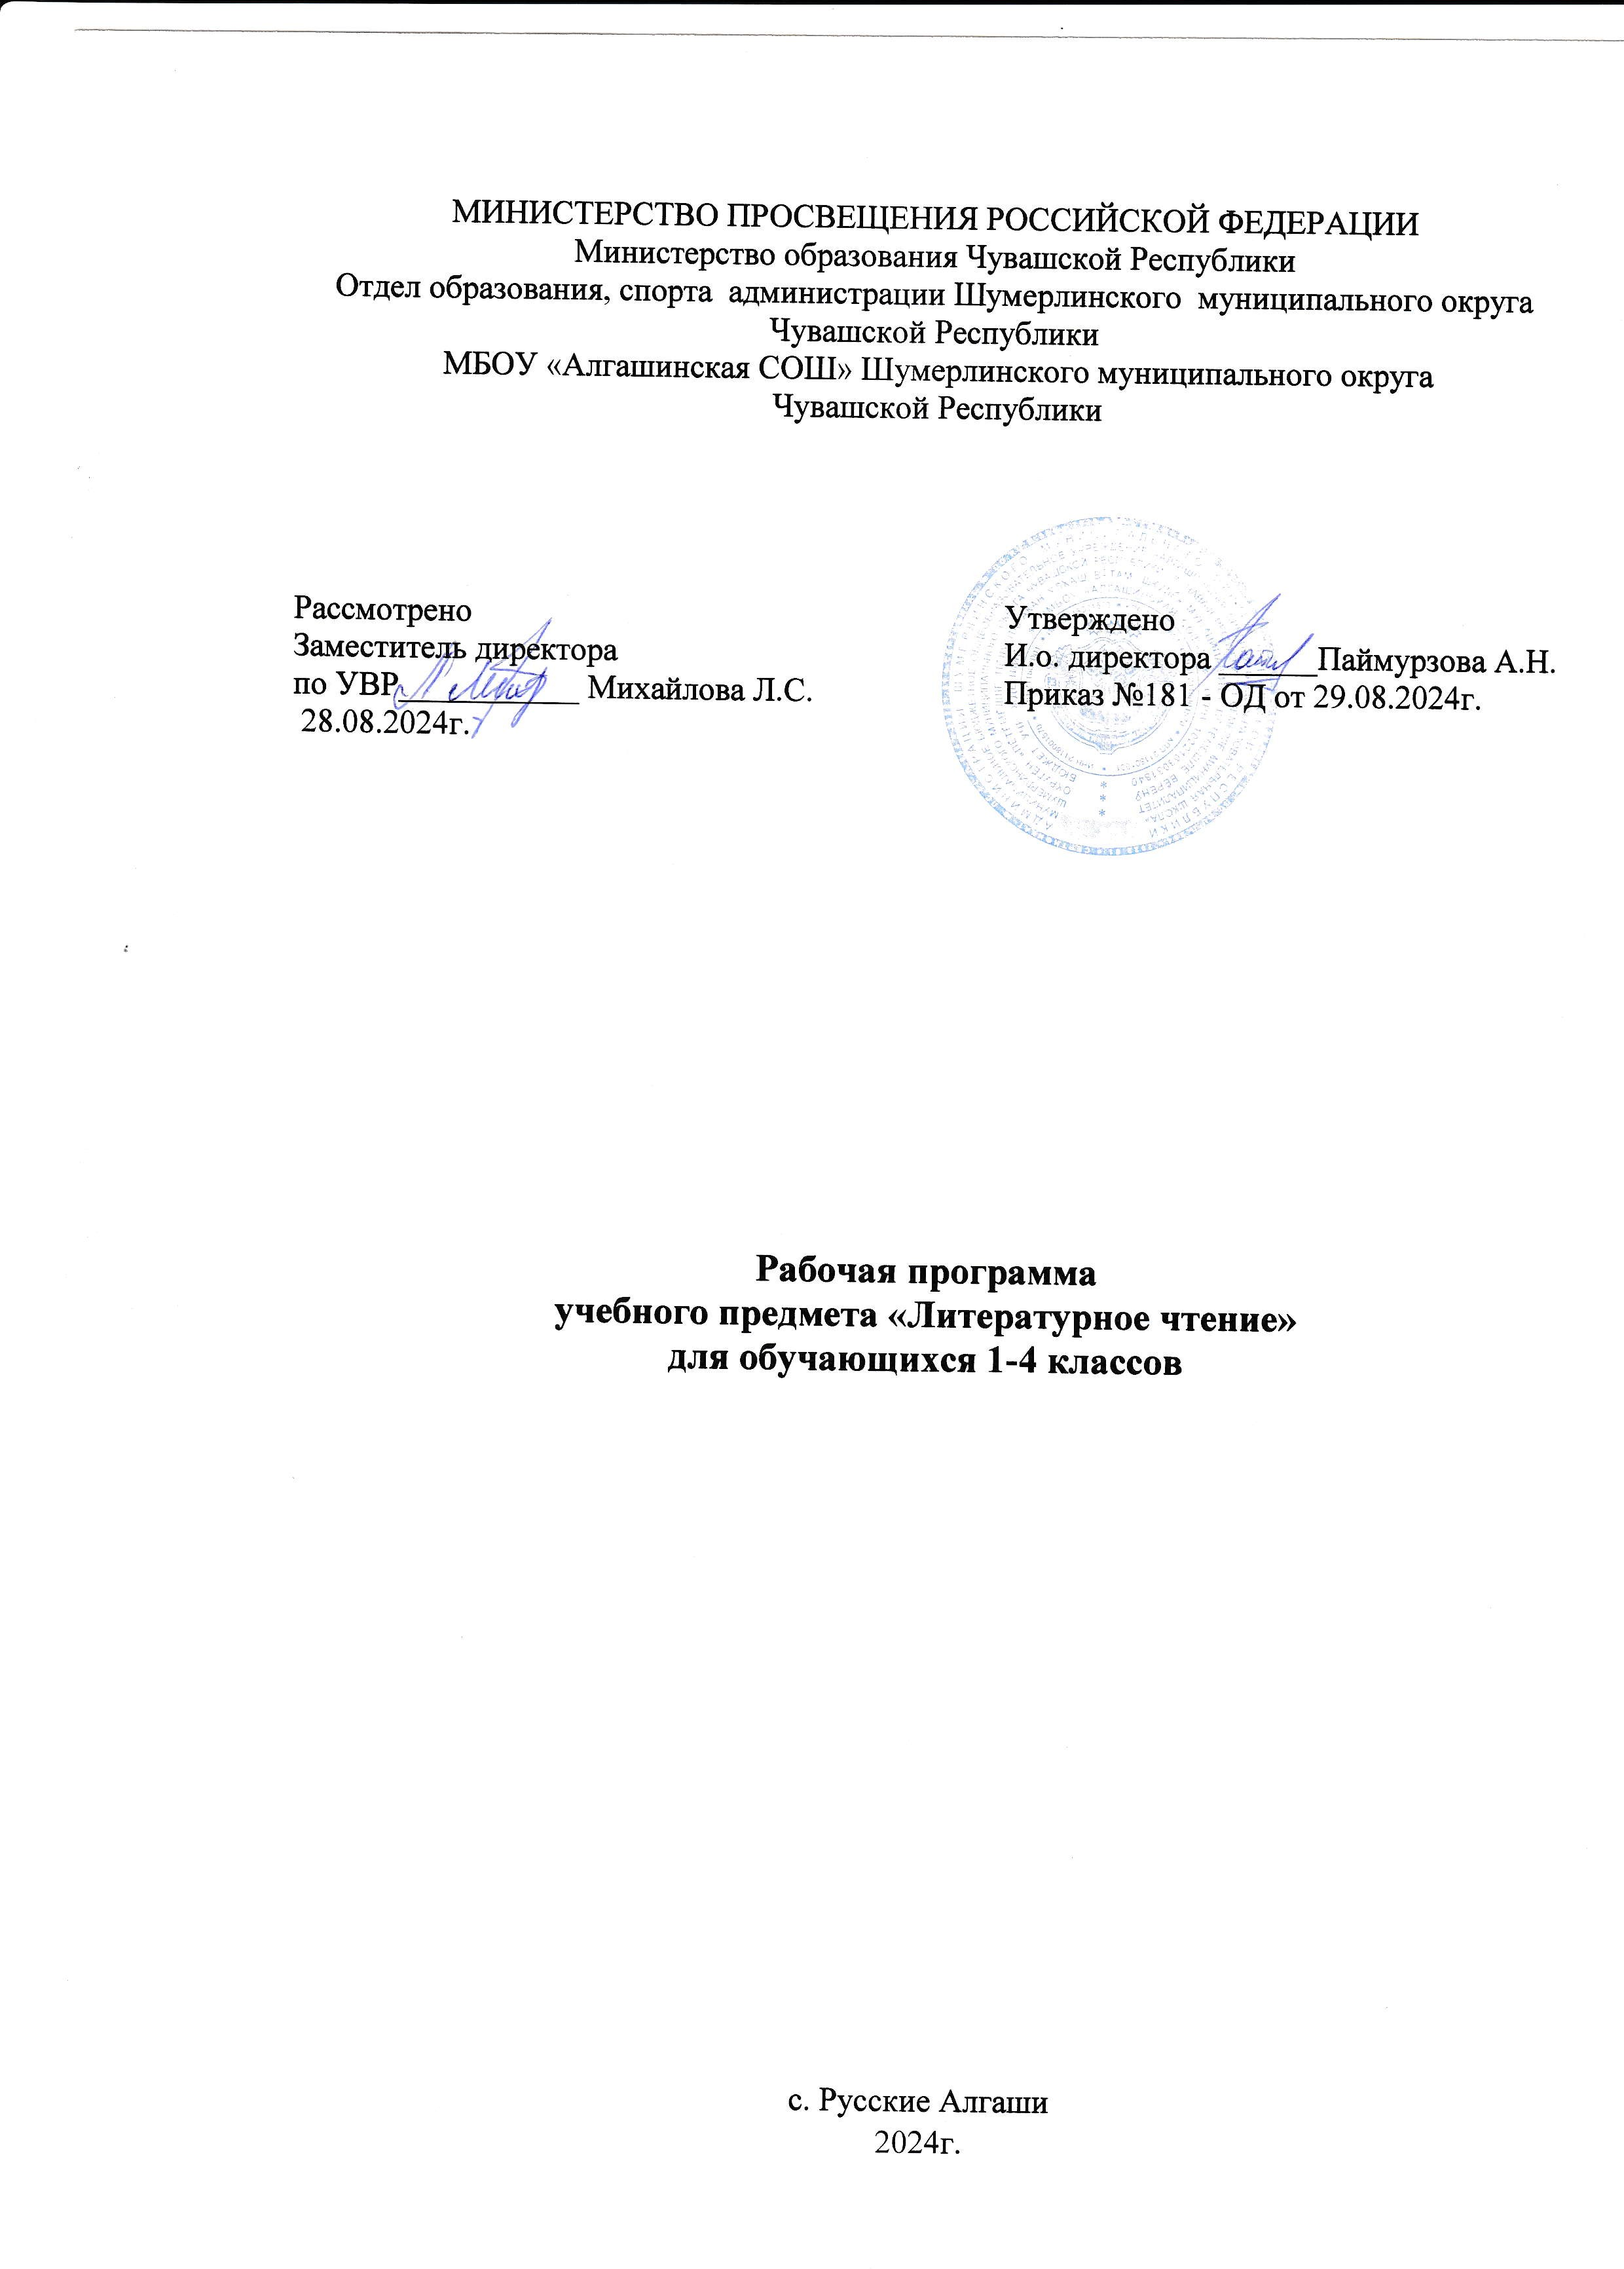 МИНИСТЕРСТВО ПРОСВЕЩЕНИЯ РОССИЙСКОЙ ФЕДЕРАЦИИ
Министерство образования Чувашской Республики
Отдел образования, спорта администрации Шумерлинского муниципального округа
Чувашской Республики
МБОУ «Алгашинская СОШ» Шумерлинского муниципального округа
Чувашской Республики
Рассмотрено
Заместитель директора
по УВР Михайлова Л.С.
28.08.2024г.
Утверждено
И.о. директора Паймурзова А.Н.
Приказ №181 - ОД от 29.08.2024г.
Рабочая программа
учебного предмета «Литературное чтение»
для обучающихся 1-4 классов
с. Русские Алгаши
2024г.